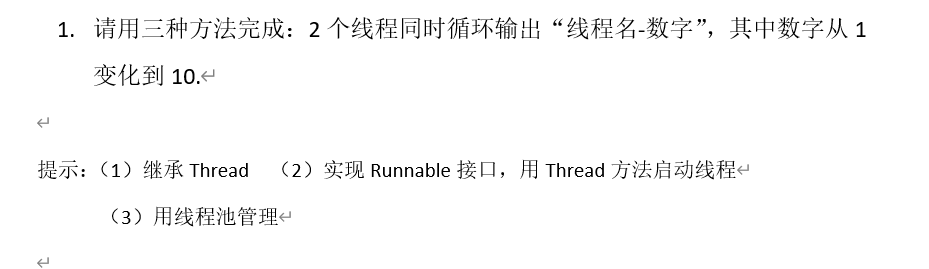 1. 请用三种方法完成：2 个线程同时循环输出“线程名-数字”，其中数字从 1
变化到 10.
提示：（1）继承 Thread （2）实现 Runnable 接口，用 Thread 方法启动线程
（3）用线程池管理